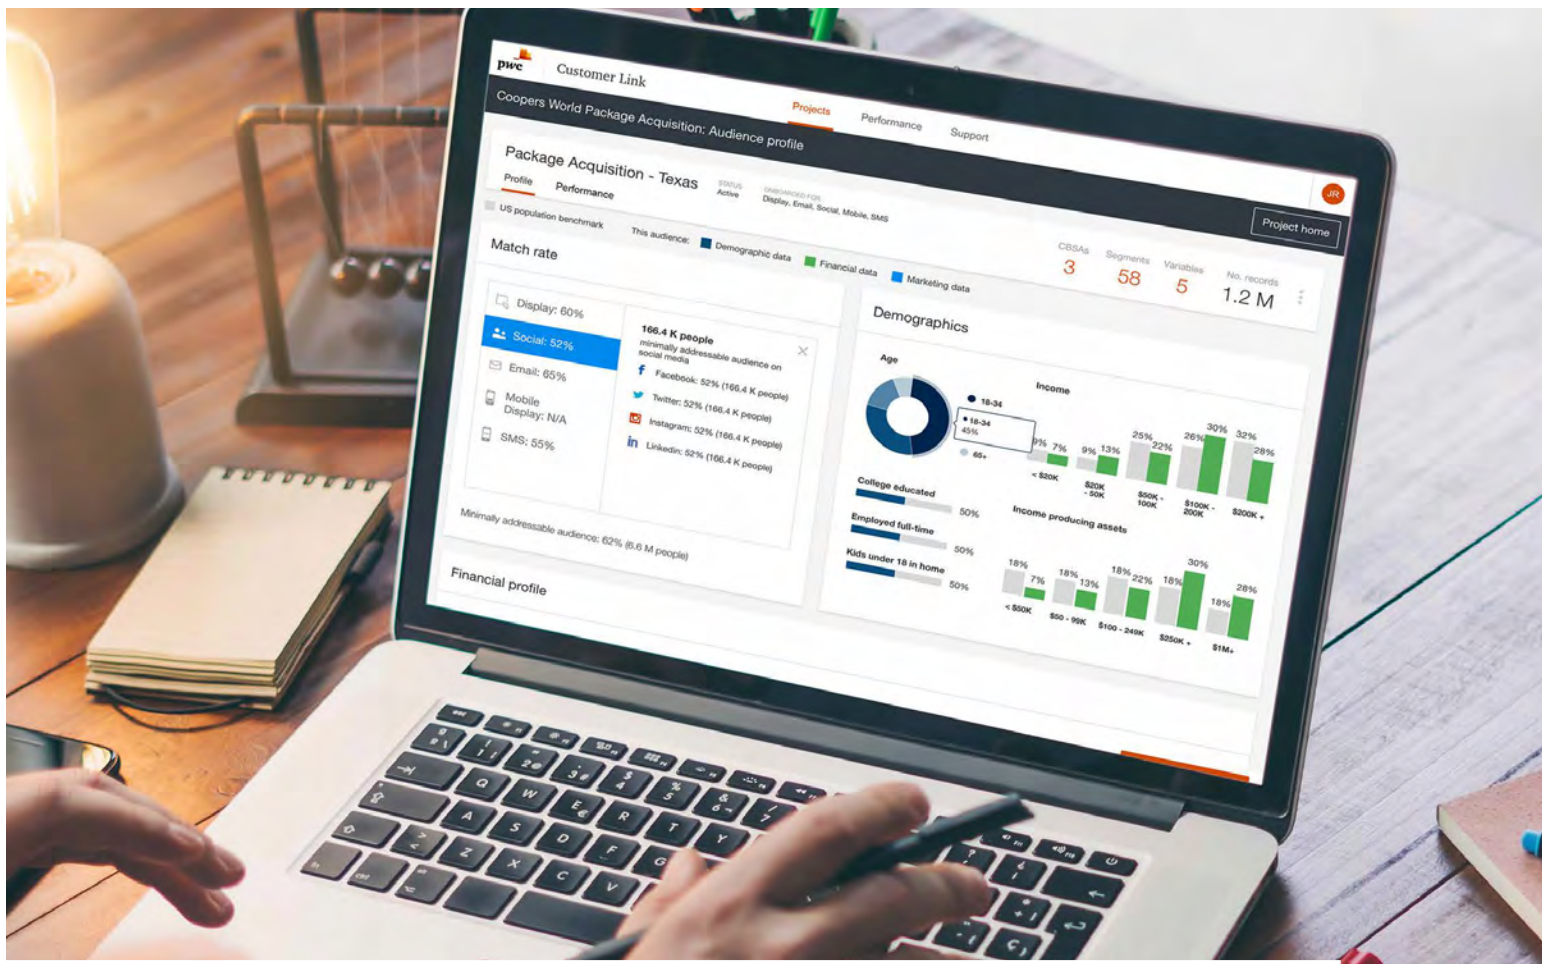 pwc
Customer Link
Projects
Performance
Support
JR
Coopers World Package Acquisition: Audience profile
Project home
Package Acquisition - Texas
STATUS
Active
ONBOARDED FOR
Display, Email, Social, Mobile, SMS
Profile
Performance
CBSAs
3
Segments
58
Variables
5
No. records
1.2 M
US population benchmark
This audience:
Demographic data
Financial data
Marketing data
Match rate
Display: 60%
Social: 52%
Email: 65%
Mobile
Display: N/A
SMS: 55%
166.4 K people
minimally addressable audience on
social media
Facebook: 52% (166.4 K people)
Twitter: 52% (166.4 K people)
Instagram: 52% (166.4 K people)
Linkedin: 52% (166.4 K people)
Minimally addressable audience: 62% (6.6 M people)
Financial profile
Demographics
Age
18-34
18-34
45%
65+
College educated
50%
Employed full-time
50%
Kids under 18 in home
50%
Income
9% 7% 9% 13% 25% 22% 26% 30% 32% 28%
< $20K
$20K
- 50K
$50K -
100K
$100K -
200K
$200K +
Income producing assets
18% 7% 18% 13% 18% 22% 18% 30% 18% 28%
< $50K
$50 - 99K
$100 - 249K
$250K +
$1M+
esc
Q W E R T Y
A S D F G
Z X C V
fn
ctrl